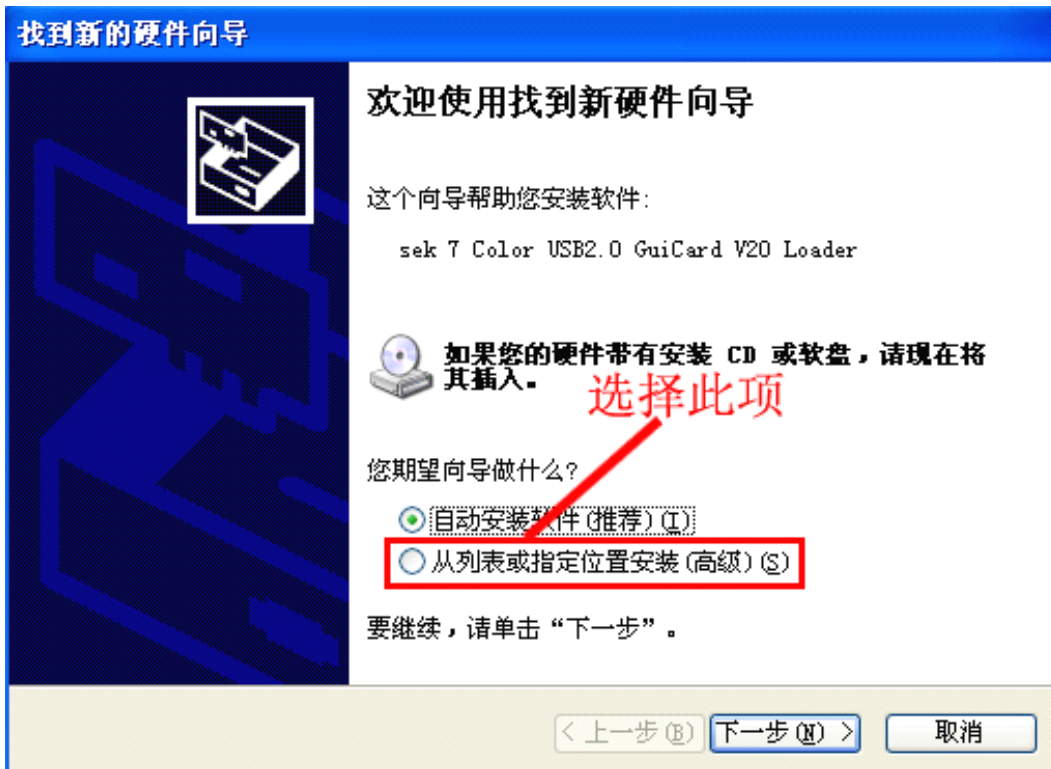 找到新的硬件向导
欢迎使用找到新硬件向导
这个向导帮助您安装软件:
sek 7 Color USB2.0 GuiCard V20 Loader
如果您的硬件带有安装 CD 或软盘,请现在将
其插入。
选择此项
您期望向导做什么?
自动安装软件(推荐)(I)
从列表或指定位置安装(高级)(S)
要继续,请单击“下一步”。
< 上一步(B)
下一步(N) >
取消